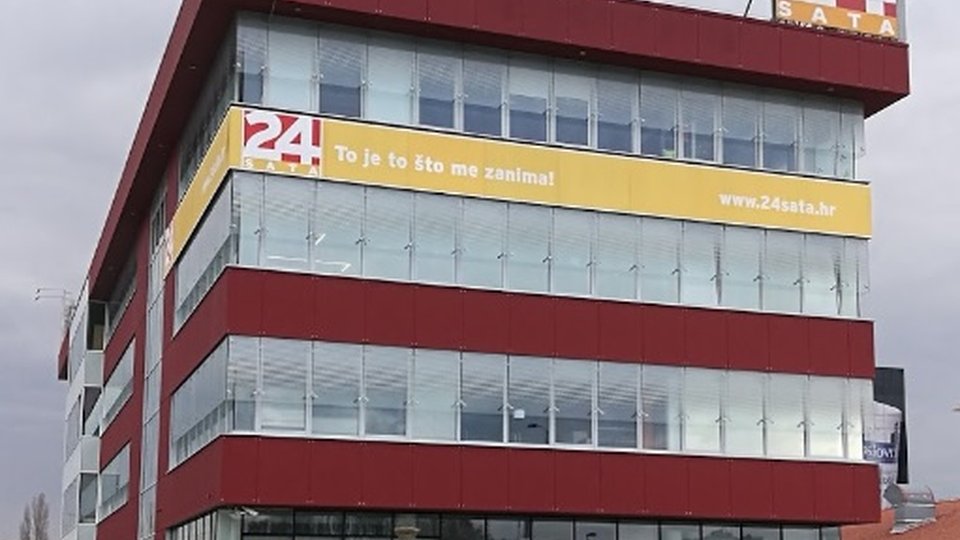 SATA
24
SATA
To je to što me zanima!
www.24sata.hr